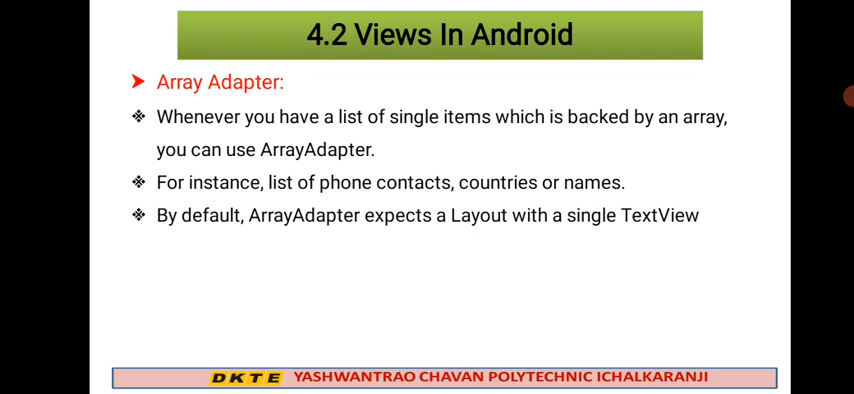 4.2 Views In Android
Array Adapter:
Whenever you have a list of single items which is backed by an array,
you can use ArrayAdapter.
For instance, list of phone contacts, countries or names.
By default, ArrayAdapter expects a Layout with a single TextView
DKTE YASHWANTRAO CHAVAN POLYTECHNIC ICHALKARANJI